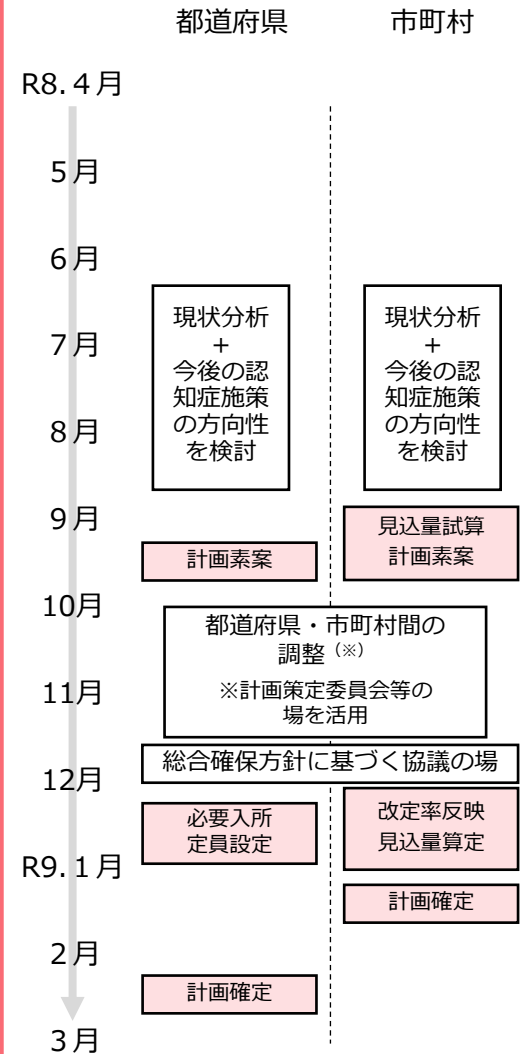 都道府県
市町村
R8.４月
５月
６月
現状分析
+
今後の認
知症施策
の方向性
を検討
現状分析
+
今後の認
知症施策
の方向性
を検討
７月
８月
９月
見込量試算
計画素案
計画素案
10月
都道府県・市町村間の
調整（※）
※計画策定委員会等の
場を活用
11月
総合確保方針に基づく協議の場
12月
必要入所
定員設定
改定率反映
見込量算定
R9.１月
計画確定
２月
計画確定
３月